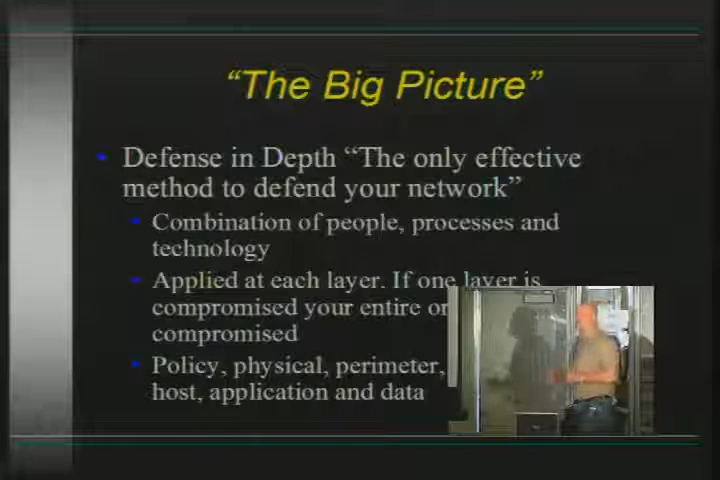 “The Big Picture”
Defense in Depth “The only effective
method to defend your network”
Combination of people, processes and
technology
Applied at each layer. If one layer is
compromised your entire
compromised
Policy, physical, perimeter,
host, application and data